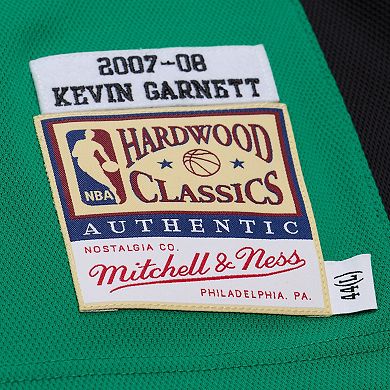 2007-08
KEVIN GARNETT
HARDWOOD
NBA
CLASSICS
AUTHENTIC
NOSTALGIA CO.
Mitchell & Ness
PHILADELPHIA, PA.
44(L)